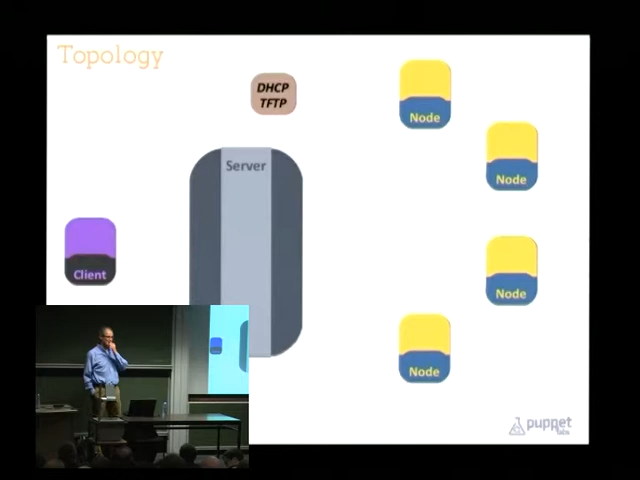 Topology
DHCP
TFTP
Node
Server
Node
Client
Node
Node
puppet
labs